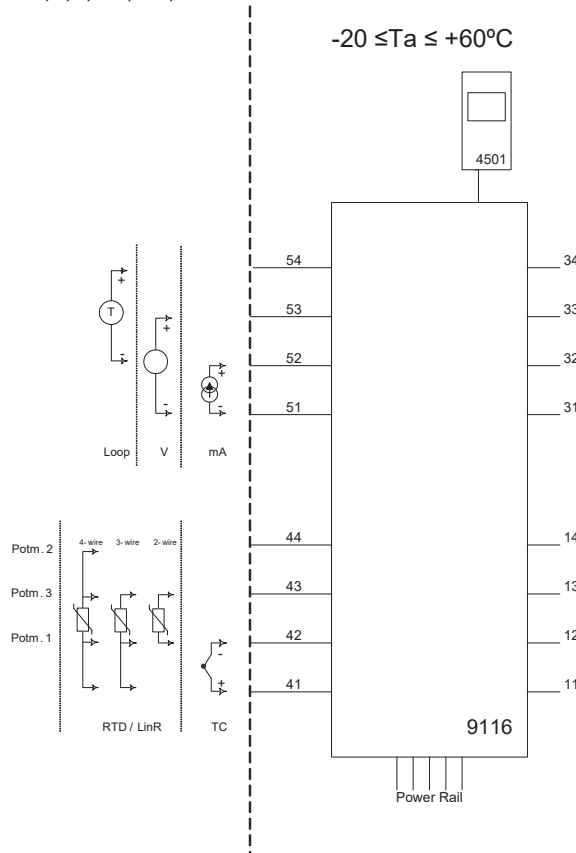 -20 ≤Ta ≤ +60ºC
4501
54
34
+
53
33
T
+
-
52
32
+
-
51
31
-
Loop
V
mA
44
14
Potm. 2
4- wire
3- wire
2- wire
43
13
Potm. 3
Potm. 1
42
12
-
+
41
11
RTD / LinR
TC
9116
Power Rail